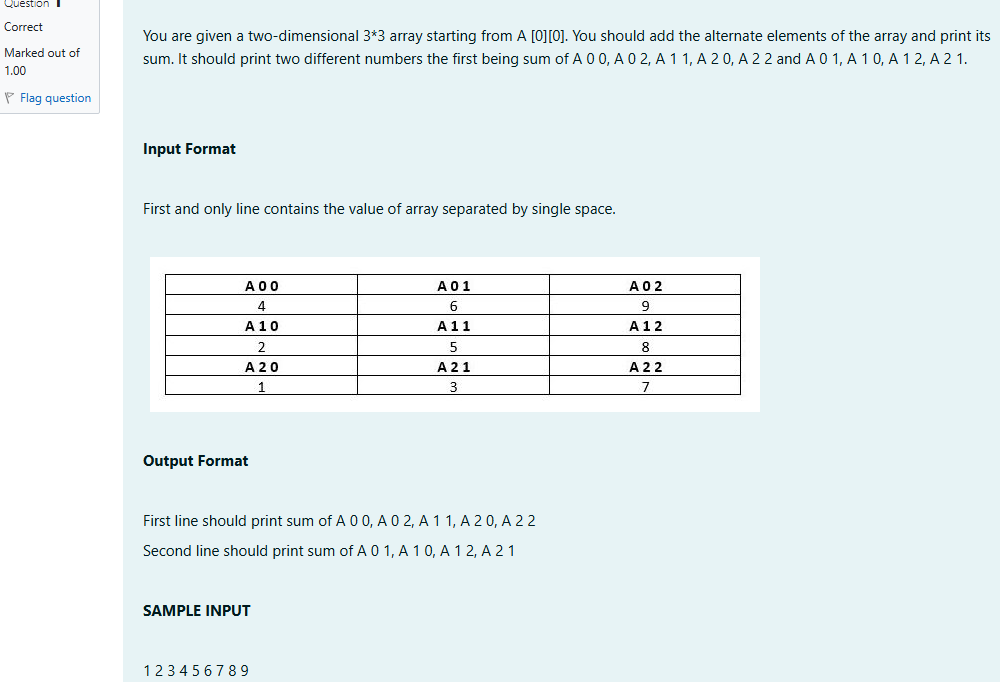 Question 1
Correct
Marked out of
1.00
Flag question
You are given a two-dimensional 3*3 array starting from A [0][0]. You should add the alternate elements of the array and print its
sum. It should print two different numbers the first being sum of A 0 0, A 0 2, A 1 1, A 2 0, A 2 2 and A 0 1, A 1 0, A 1 2, A 2 1.
Input Format
First and only line contains the value of array separated by single space.
A 0 0 A 0 1 A 0 2
4 6 9
A 1 0 A 1 1 A 1 2
2 5 8
A 2 0 A 2 1 A 2 2
1 3 7
Output Format
First line should print sum of A 0 0, A 0 2, A 1 1, A 2 0, A 2 2
Second line should print sum of A 0 1, A 1 0, A 1 2, A 2 1
SAMPLE INPUT
1 2 3 4 5 6 7 8 9